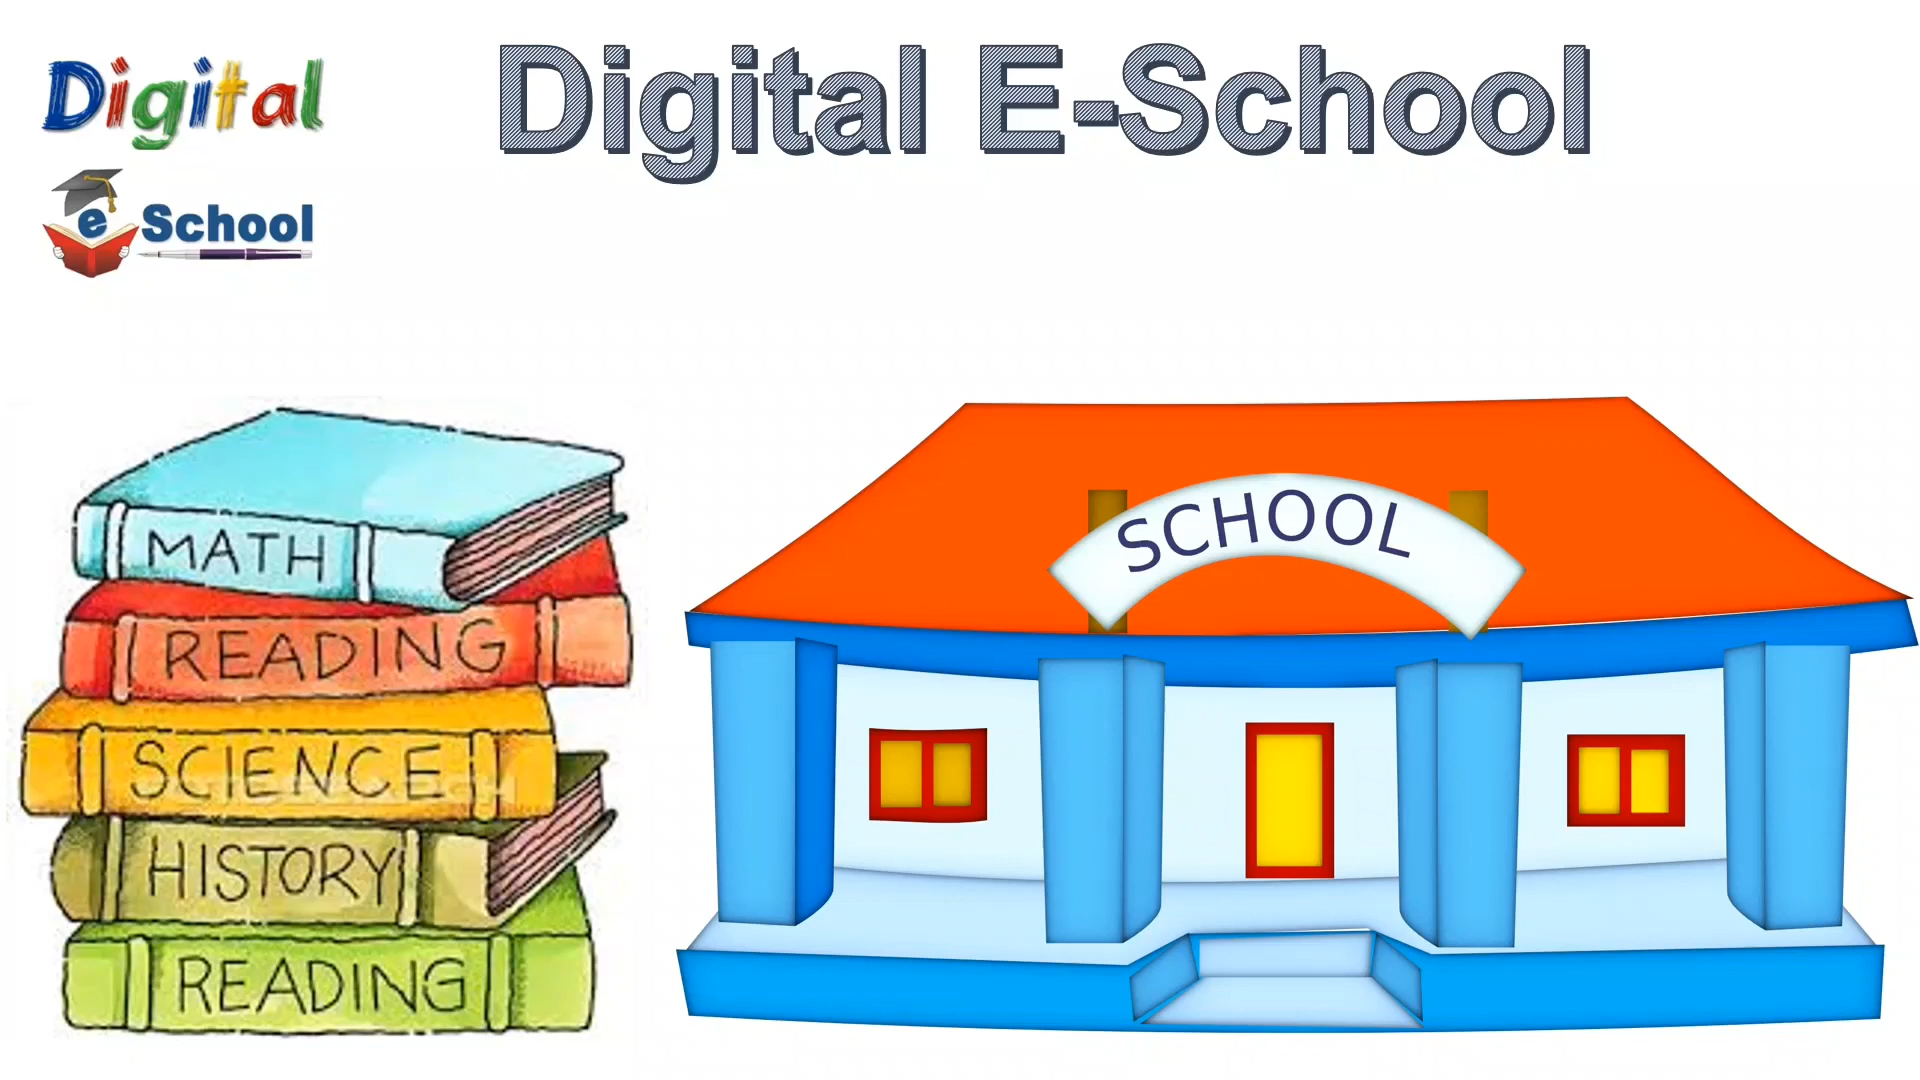 Digital E-School
Digital
e School
MATH
READING
SCIENCE
HISTORY
READING
SCHOOL